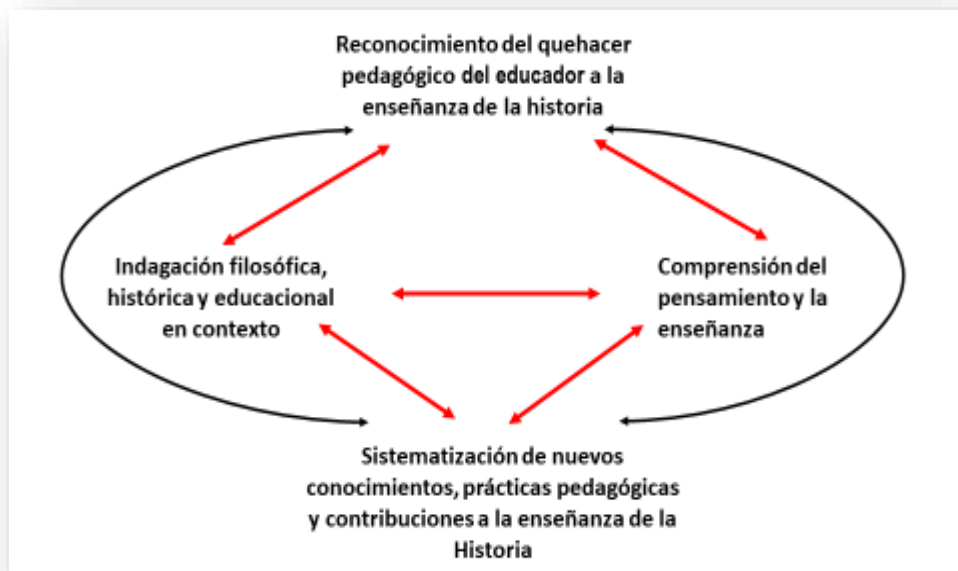 Reconocimiento del quehacer
pedagógico del educador a la
enseñanza de la historia
Indagación filosófica,
histórica y educacional
en contexto
Comprensión del
pensamiento y la
enseñanza
Sistematización de nuevos
conocimientos, prácticas pedagógicas
y contribuciones a la enseñanza de la
Historia